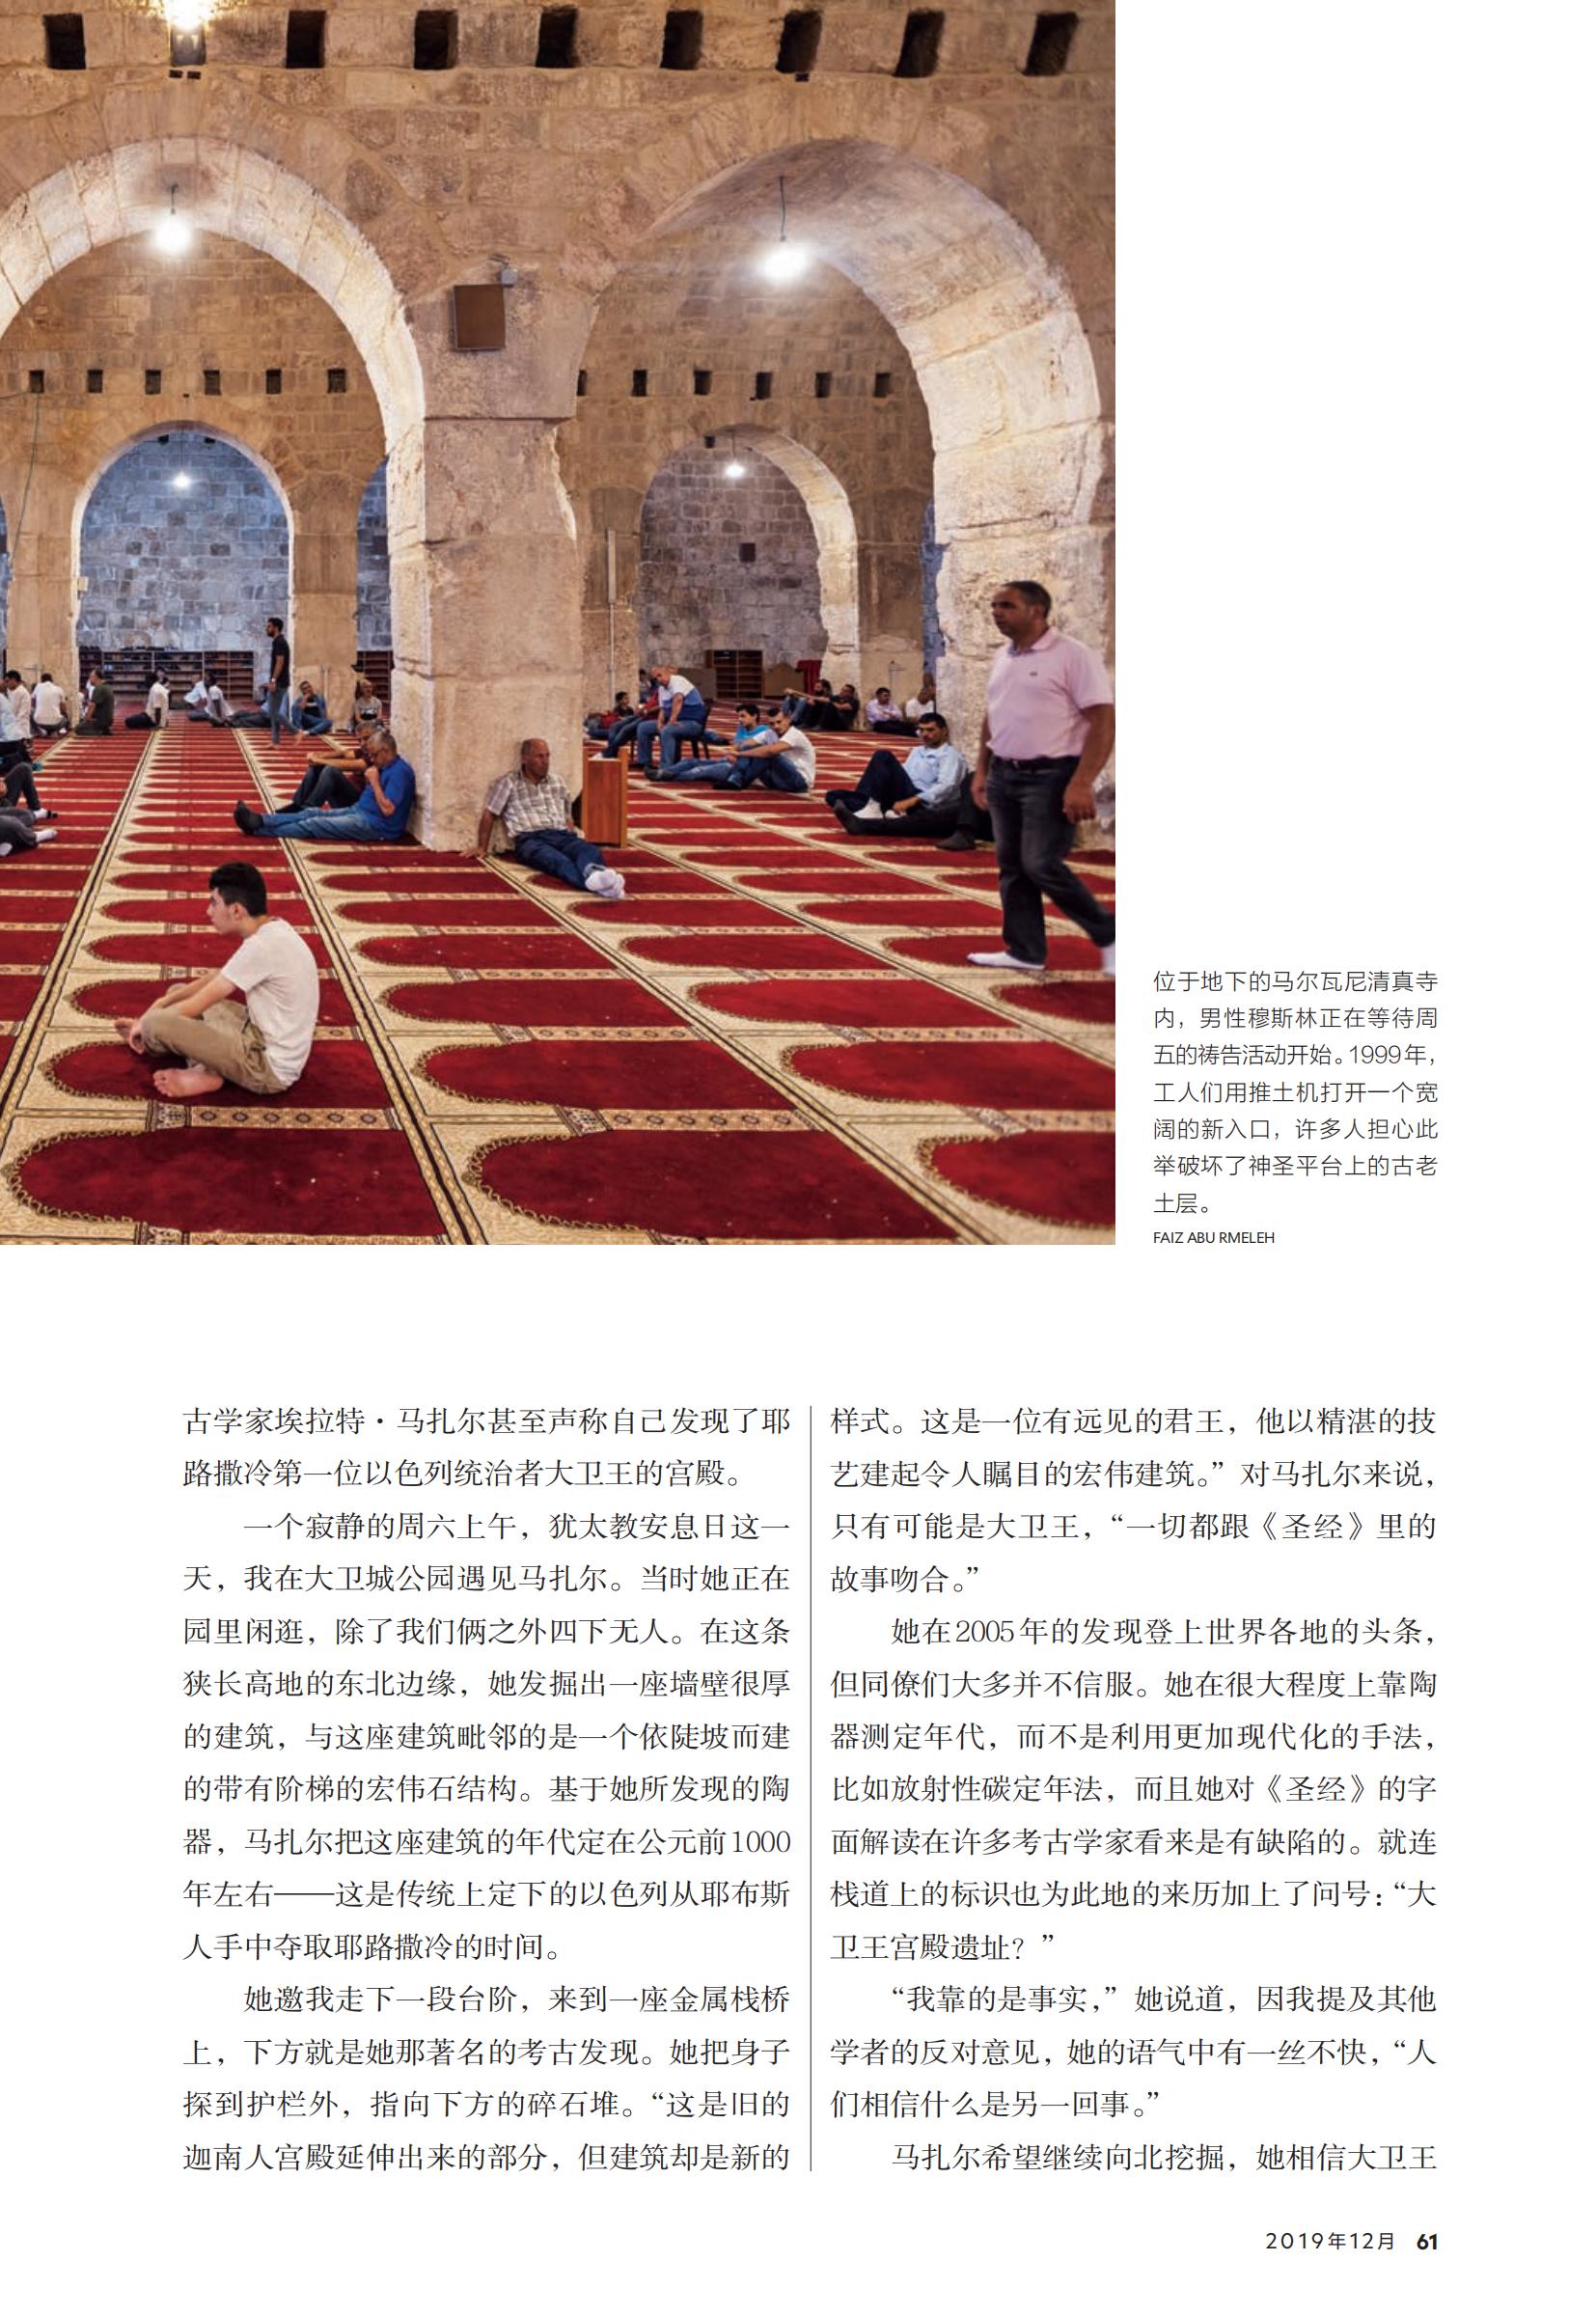 位于地下的马尔瓦尼清真寺
内，男性穆斯林正在等待周
五的祷告活动开始。1999年，
工人们用推土机打开一个宽
阔的新入口，许多人担心此
举破坏了神圣平台上的古老
土层。
FAIZ ABU RMELEH
古学家埃拉特·马扎尔甚至声称自己发现了耶
路撒冷第一位以色列统治者大卫王的宫殿。
一个寂静的周六上午，犹太教安息日这一
天，我在大卫城公园遇见马扎尔。当时她正在
园里闲逛，除了我们俩之外四下无人。在这条
狭长高地的东北边缘，她发掘出一座墙壁很厚
的建筑，与这座建筑毗邻的是一个依陡坡而建
的带有阶梯的宏伟石结构。基于她所发现的陶
器，马扎尔把这座建筑的年代定在公元前1000
年左右——这是传统上定下的以色列从耶布斯
人手中夺取耶路撒冷的时间。
她邀我走下一段台阶，来到一座金属栈桥
上，下方就是她那著名的考古发现。她把身子
探到护栏外，指向下方的碎石堆。“这是旧的
迦南人宫殿延伸出来的部分，但建筑却是新的
样式。这是一位有远见的君王，他以精湛的技
艺建起令人瞩目的宏伟建筑。”对马扎尔来说，
只有可能是大卫王，“一切都跟《圣经》里的
故事吻合。”
她在2005年的发现登上世界各地的头条，
但同僚们大多并不信服。她在很大程度上靠陶
器测定年代，而不是利用更加现代化的手法，
比如放射性碳定年法，而且她对《圣经》的字
面解读在许多考古学家看来是有缺陷的。就连
栈道上的标识也为此地的来历加上了问号：“大
卫王宫殿遗址？”
“我靠的是事实，”她说道，因我提及其他
学者的反对意见，她的语气中有一丝不快，“人
们相信什么是另一回事。”
马扎尔希望继续向北挖掘，她相信大卫王
2019年12月 61